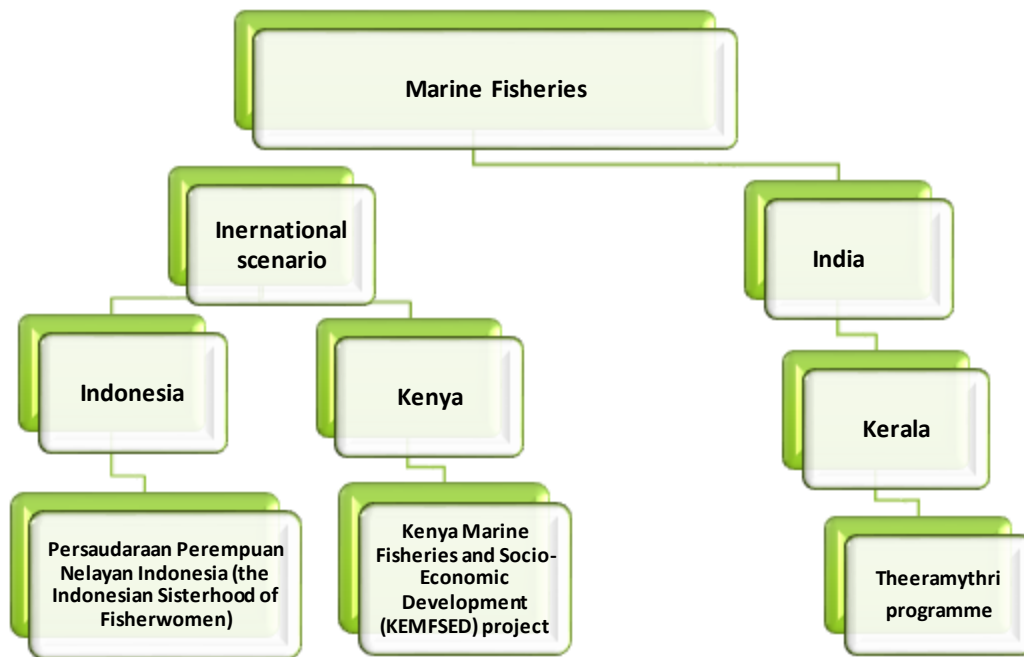 Marine Fisheries
Inernational
scenario
India
Indonesia
Kenya
Kerala
Persaudaraan Perempuan
Nelayan Indonesia (the
Indonesian Sisterhood of
Fisherwomen)
Kenya Marine
Fisheries and Socio-
Economic
Development
(KEMFSED) project
Theeramythri
programme